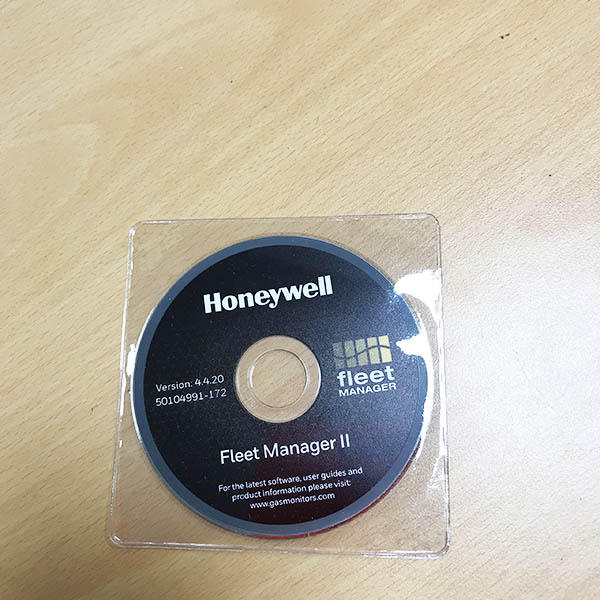 Honeywell
fleet
MANAGER
Version: 4.4.20
50104991-172
Fleet Manager II
For the latest software, user guides and
product information please visit:
www.gasmonitors.com